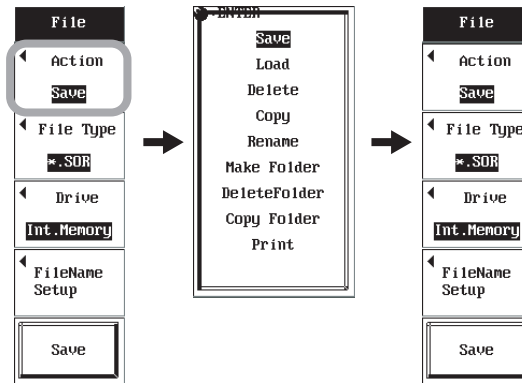 File
Action
Save
File Type
*.SOR
Drive
Int.Memory
FileName
Setup
Save
:ENTER
Save
Load
Delete
Copy
Rename
Make Folder
DeleteFolder
Copy Folder
Print
File
Action
Save
File Type
*.SOR
Drive
Int.Memory
FileName
Setup
Save